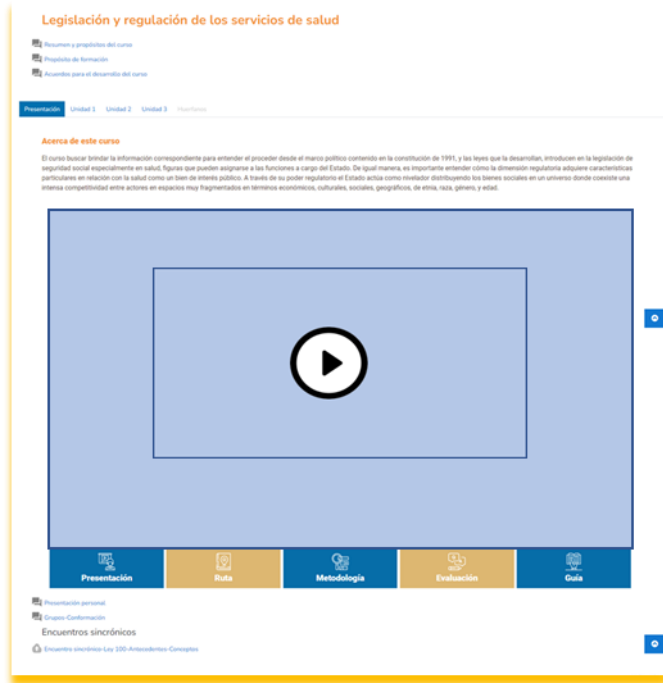 Legislación y regulación de los servicios de salud
Resumen y propósitos del curso
Propósito de formación
Acuerdos para el desarrollo del curso
Presentación Unidad 1 Unidad 2 Unidad 3 Huérfanos
Acerca de este curso
El curso buscar brindar la información correspondiente para entender el proceder desde el marco político contenido en la constitución de 1991, y las leyes que la desarrollan, introducen en la legislación de
seguridad social especialmente en salud, figuras que pueden asignarse a las funciones a cargo del Estado. De igual manera, es importante entender cómo la dimensión regulatoria adquiere características
particulares en relación con la salud como un bien de interés público. A través de su poder regulatorio el Estado actúa como nivelador distribuyendo los bienes sociales en un universo donde coexiste una
intensa competitividad entre actores en espacios muy fragmentados en términos económicos, culturales, sociales, geográficos, de etnia, raza, género, y edad.
Presentación Ruta Metodología Evaluación Guía
Presentación personal
Grupos-Conformación
Encuentros sincrónicos
Encuentro sincrónico-Ley 100-Antecedentes-Conceptos